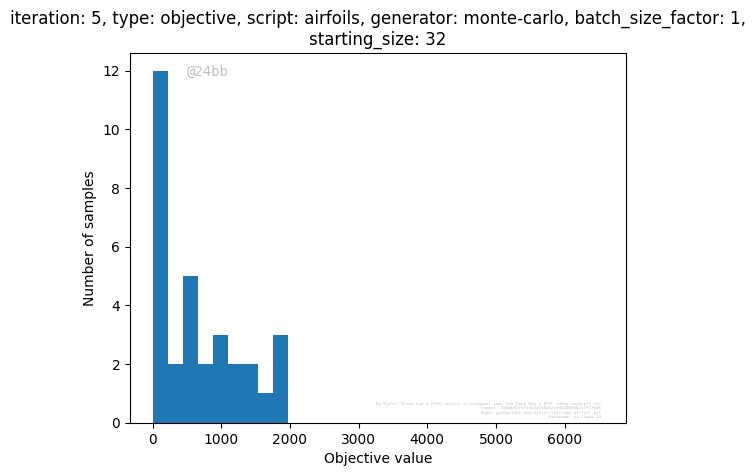 iteration: 5, type: objective, script: airfoils, generator: monte-carlo, batch_size_factor: 1,
starting_size: 32
@24bb
12
10
8
6
4
2
0
Number of samples
0 1000 2000 3000 4000 5000 6000
Objective value